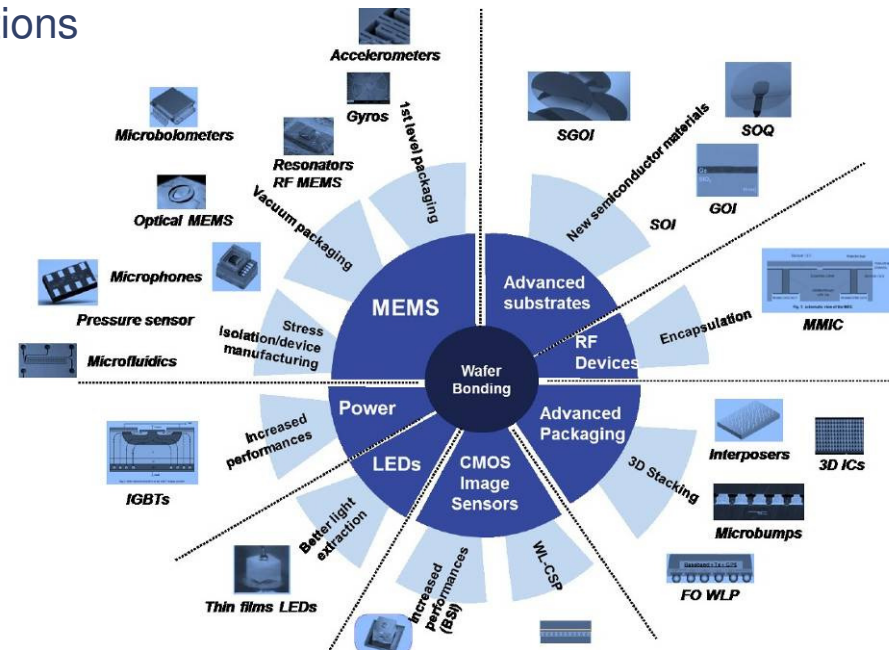 tions
Accelerometers
Gyros
Microbolometers
Resonators
RF MEMS
1st level packaging
Optical MEMS
Vacuum packaging
Microphones
Pressure sensor
Stress
isolation/device
manufacturing
Microfluidics
MEMS
SGOI
New semiconductor materials
SOQ
GOI
SOI
Advanced
substrates
Encapsulation
MMIC
RF
Devices
Wafer
Bonding
Power
Increased
performances
IGBTs
LEDs
Better light
extraction
Thin films LEDs
CMOS
Image
Sensors
Increased
performances
(BSI)
WL-CSP
Advanced
Packaging
3D Stacking
Interposers
3D ICs
Microbumps
FO WLP